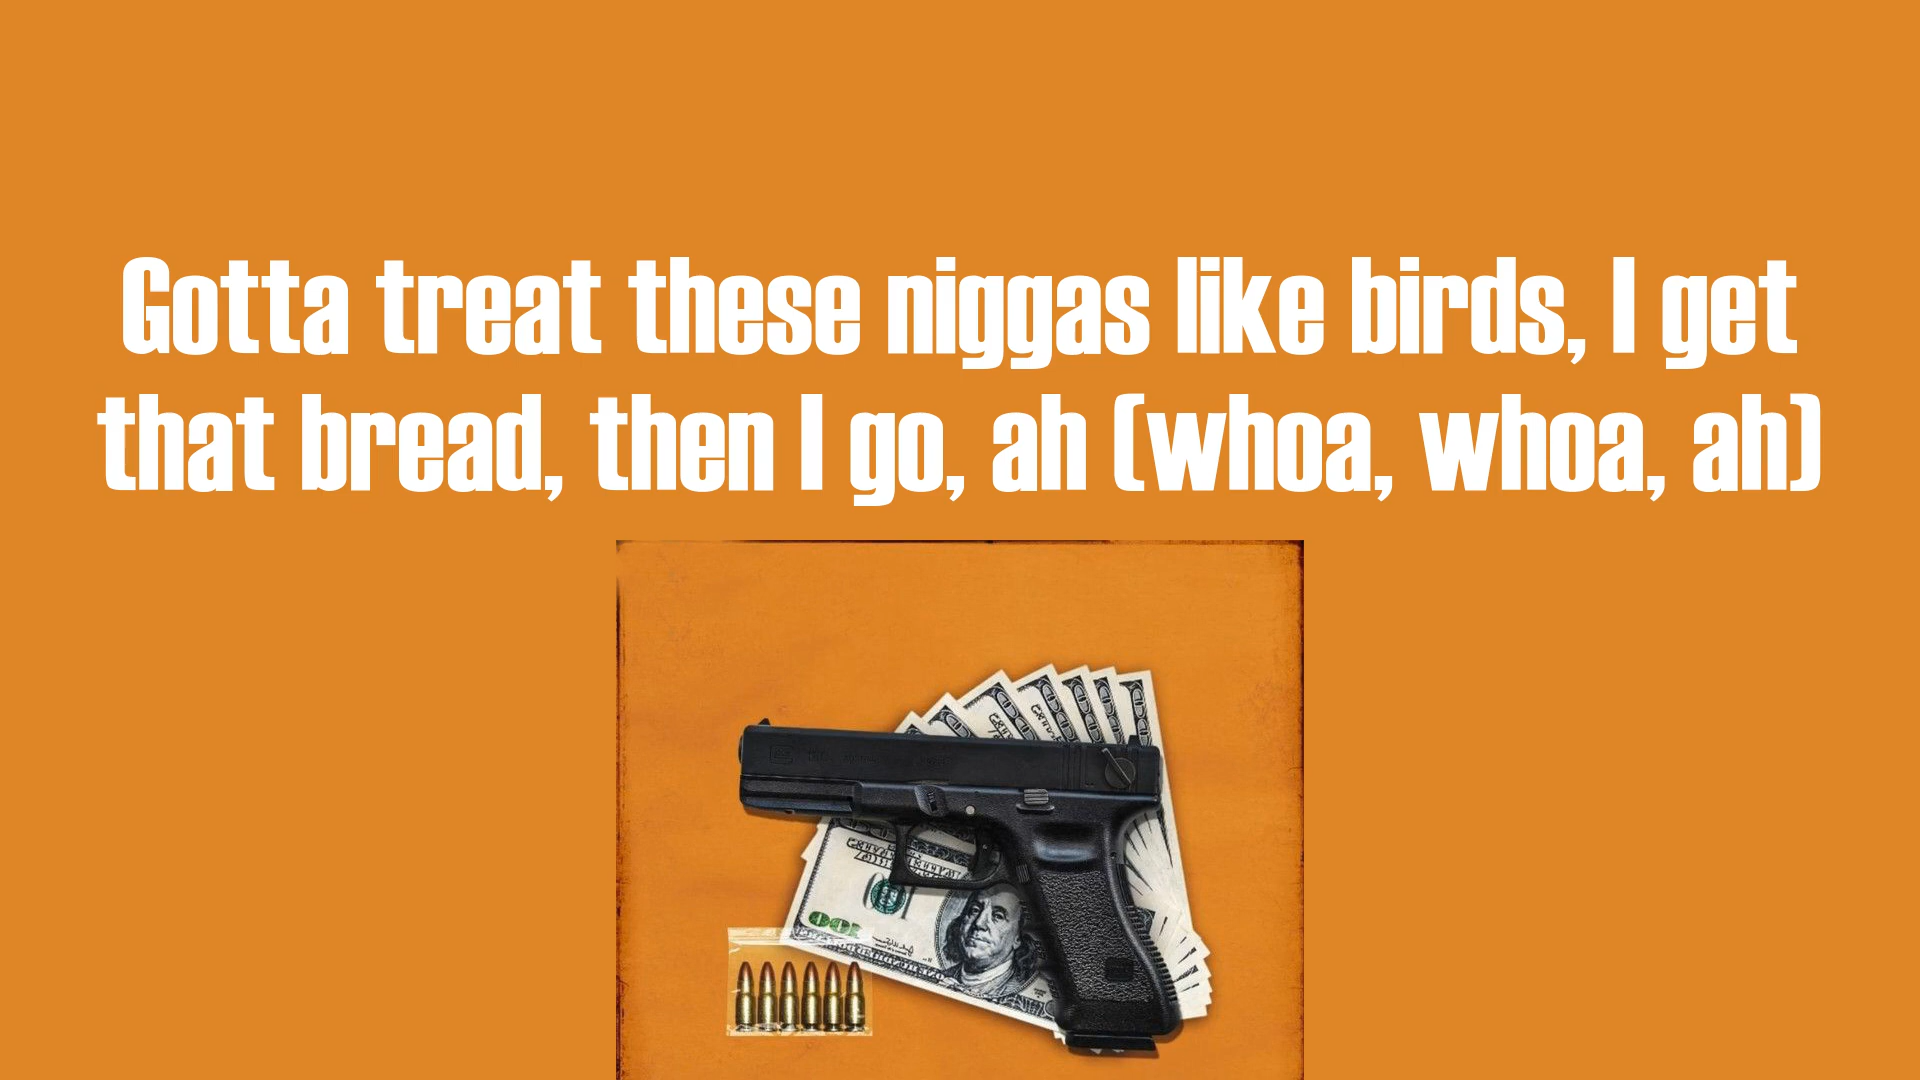 Gotta treat these niggas like birds, I get
that bread, then I go, ah (whoa, whoa, ah)